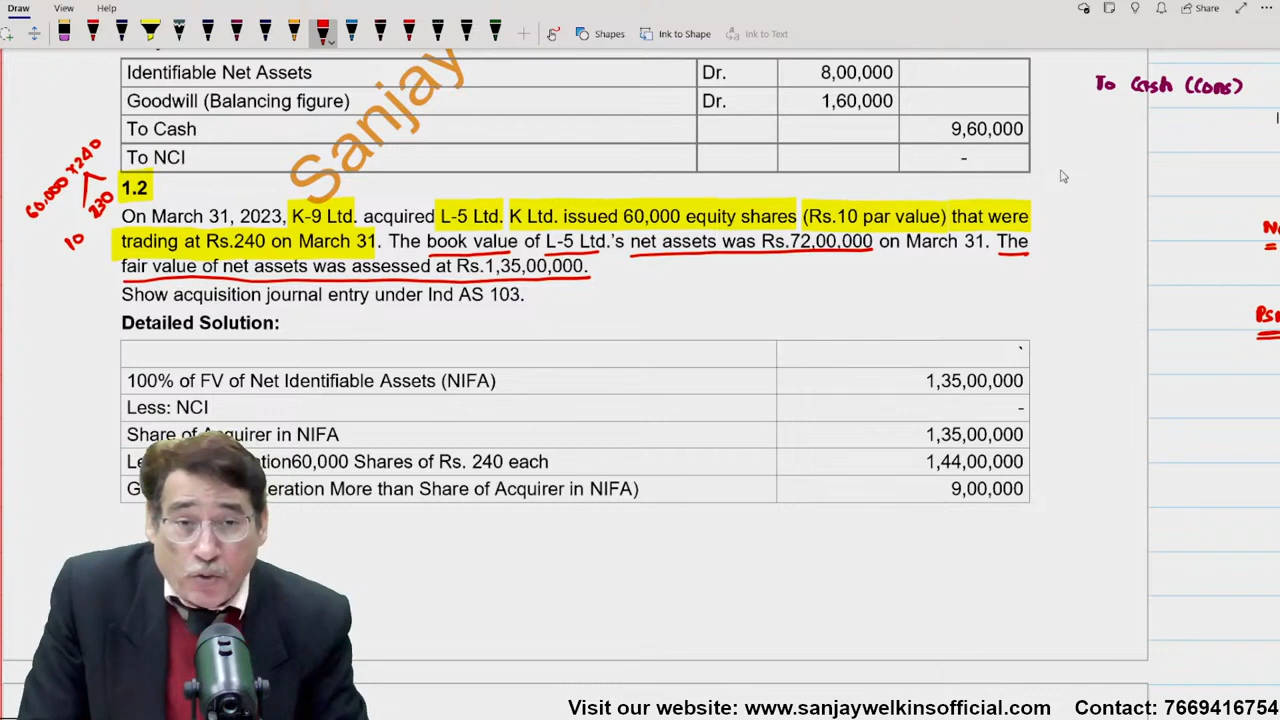 Draw View Help Share
Shapes Ink to Shape Ink to Text
Identifiable Net Assets Dr. 8,00,000
Goodwill (Balancing figure) Dr. 1,60,000
To Cash 9,60,000
To NCI -
To Cash (Cons)
Sanjay
60,000 x 240
230
10
1.2
On March 31, 2023, K-9 Ltd. acquired L-5 Ltd. K Ltd. issued 60,000 equity shares (Rs.10 par value) that were
trading at Rs.240 on March 31. The book value of L-5 Ltd.'s net assets was Rs.72,00,000 on March 31. The
fair value of net assets was assessed at Rs.1,35,00,000.
Show acquisition journal entry under Ind AS 103.
Detailed Solution:
`
100% of FV of Net Identifiable Assets (NIFA) 1,35,00,000
Less: NCI -
Share of Acquirer in NIFA 1,35,00,000
60,000 Shares of Rs. 240 each 1,44,00,000
More than Share of Acquirer in NIFA) 9,00,000
Visit our website: www.sanjaywelkinsofficial.com Contact: 7669416754